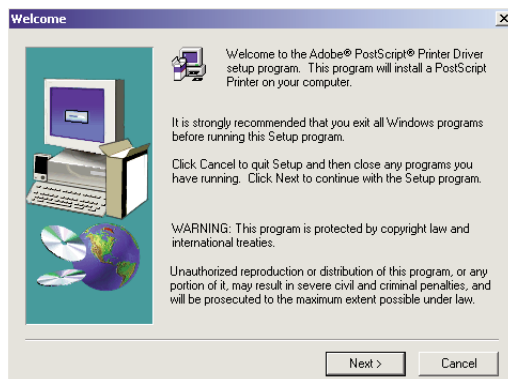 Welcome
Welcome to the Adobe® PostScript® Printer Driver
setup program. This program will install a PostScript
Printer on your computer.
It is strongly recommended that you exit all Windows programs
before running this Setup program.
Click Cancel to quit Setup and then close any programs you
have running. Click Next to continue with the Setup program.
WARNING: This program is protected by copyright law and
international treaties.
Unauthorized reproduction or distribution of this program, or any
portion of it, may result in severe civil and criminal penalties, and
will be prosecuted to the maximum extent possible under law.
Next >
Cancel